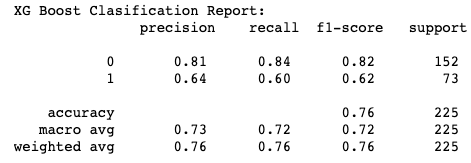 XG Boost Clasification Report:
precision recall f1-score support
0 0.81 0.84 0.82 152
1 0.64 0.60 0.62 73
accuracy 0.76 225
macro avg 0.73 0.72 0.72 225
weighted avg 0.76 0.76 0.76 225